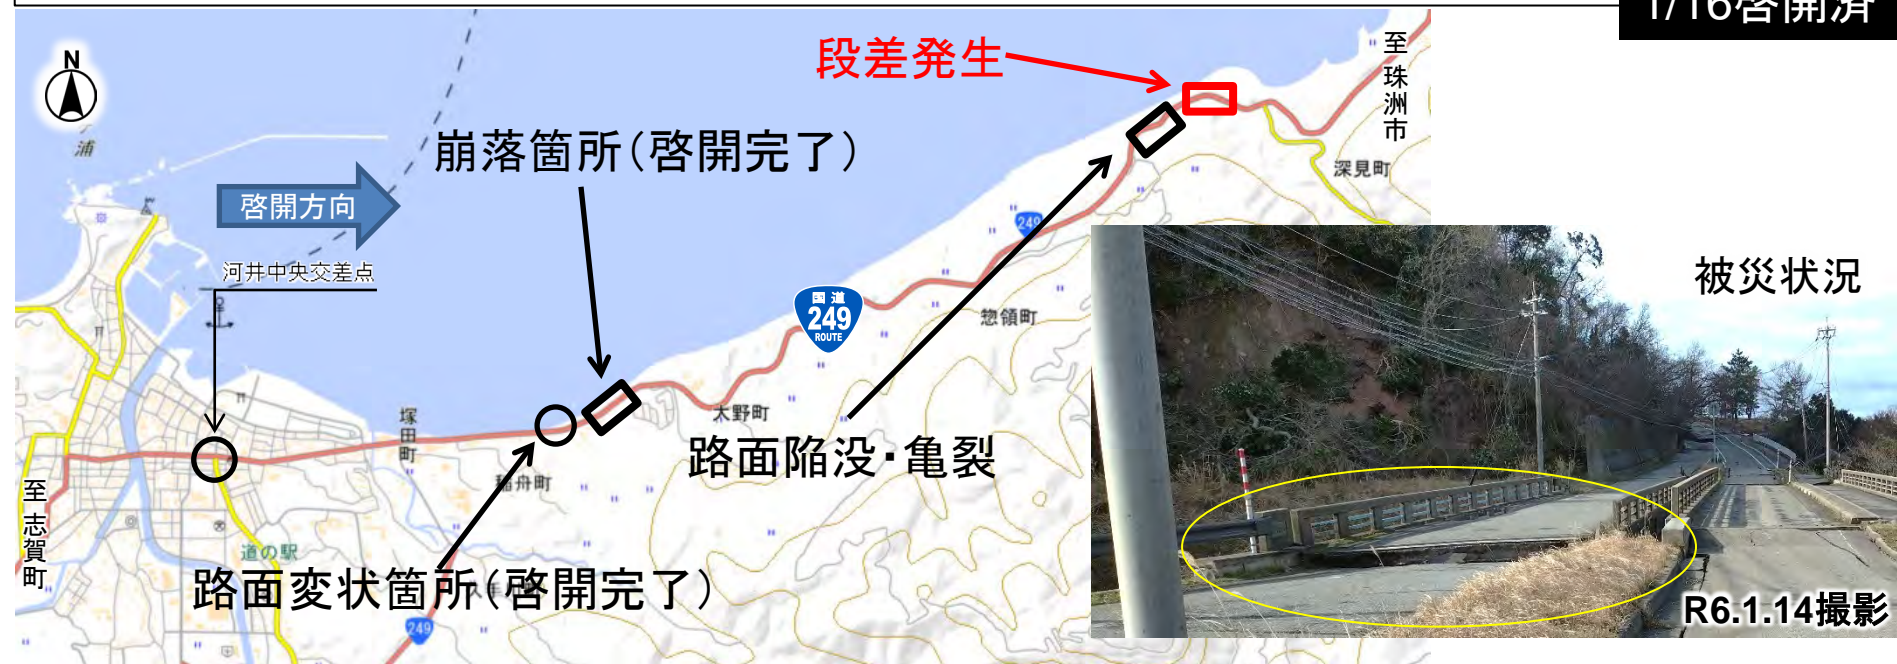 1/16啓開済
N
段差発生
至珠洲市
浦
崩落箇所(啓開完了)
深見町
啓開方向
249
河井中央交差点
被災状況
国道
249
ROUTE
惣領町
塚田町
大野町
路面陥没・亀裂
稲舟町
至志賀町
道の駅
路面変状箇所(啓開完了)
249
R6.1.14撮影